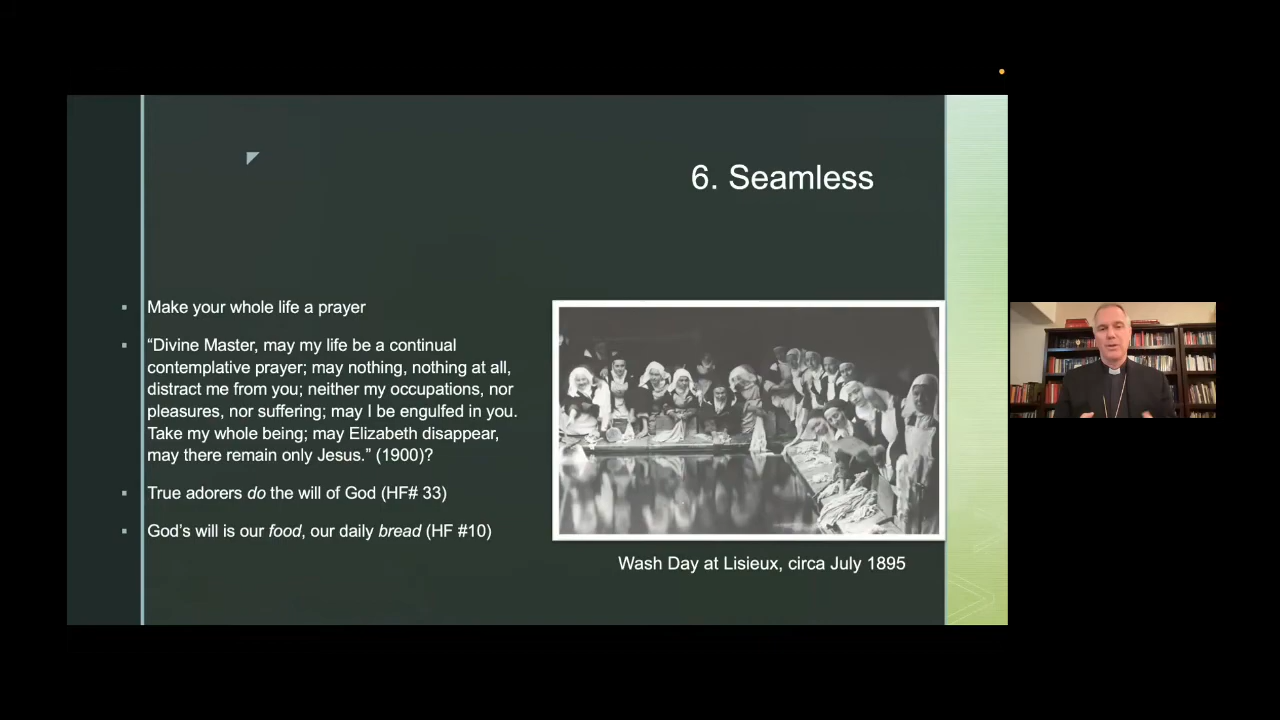 6. Seamless
▪ Make your whole life a prayer
▪ “Divine Master, may my life be a continual
contemplative prayer; may nothing, nothing at all,
distract me from you; neither my occupations, nor
pleasures, nor suffering; may I be engulfed in you.
Take my whole being; may Elizabeth disappear,
may there remain only Jesus.” (1900)?
▪ True adorers do the will of God (HF# 33)
▪ God’s will is our food, our daily bread (HF #10)
Wash Day at Lisieux, circa July 1895